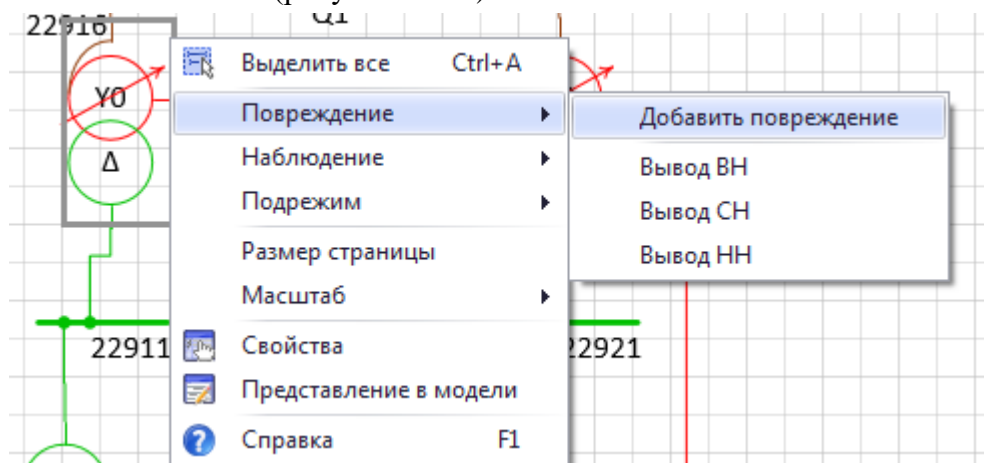 22916
Q1
Y0
Δ
Выделить все Ctrl+A
Повреждение
Наблюдение
Подрежим
Размер страницы
Масштаб
Свойства
Представление в модели
Справка F1
Добавить повреждение
Вывод ВН
Вывод СН
Вывод НН
22911
22921